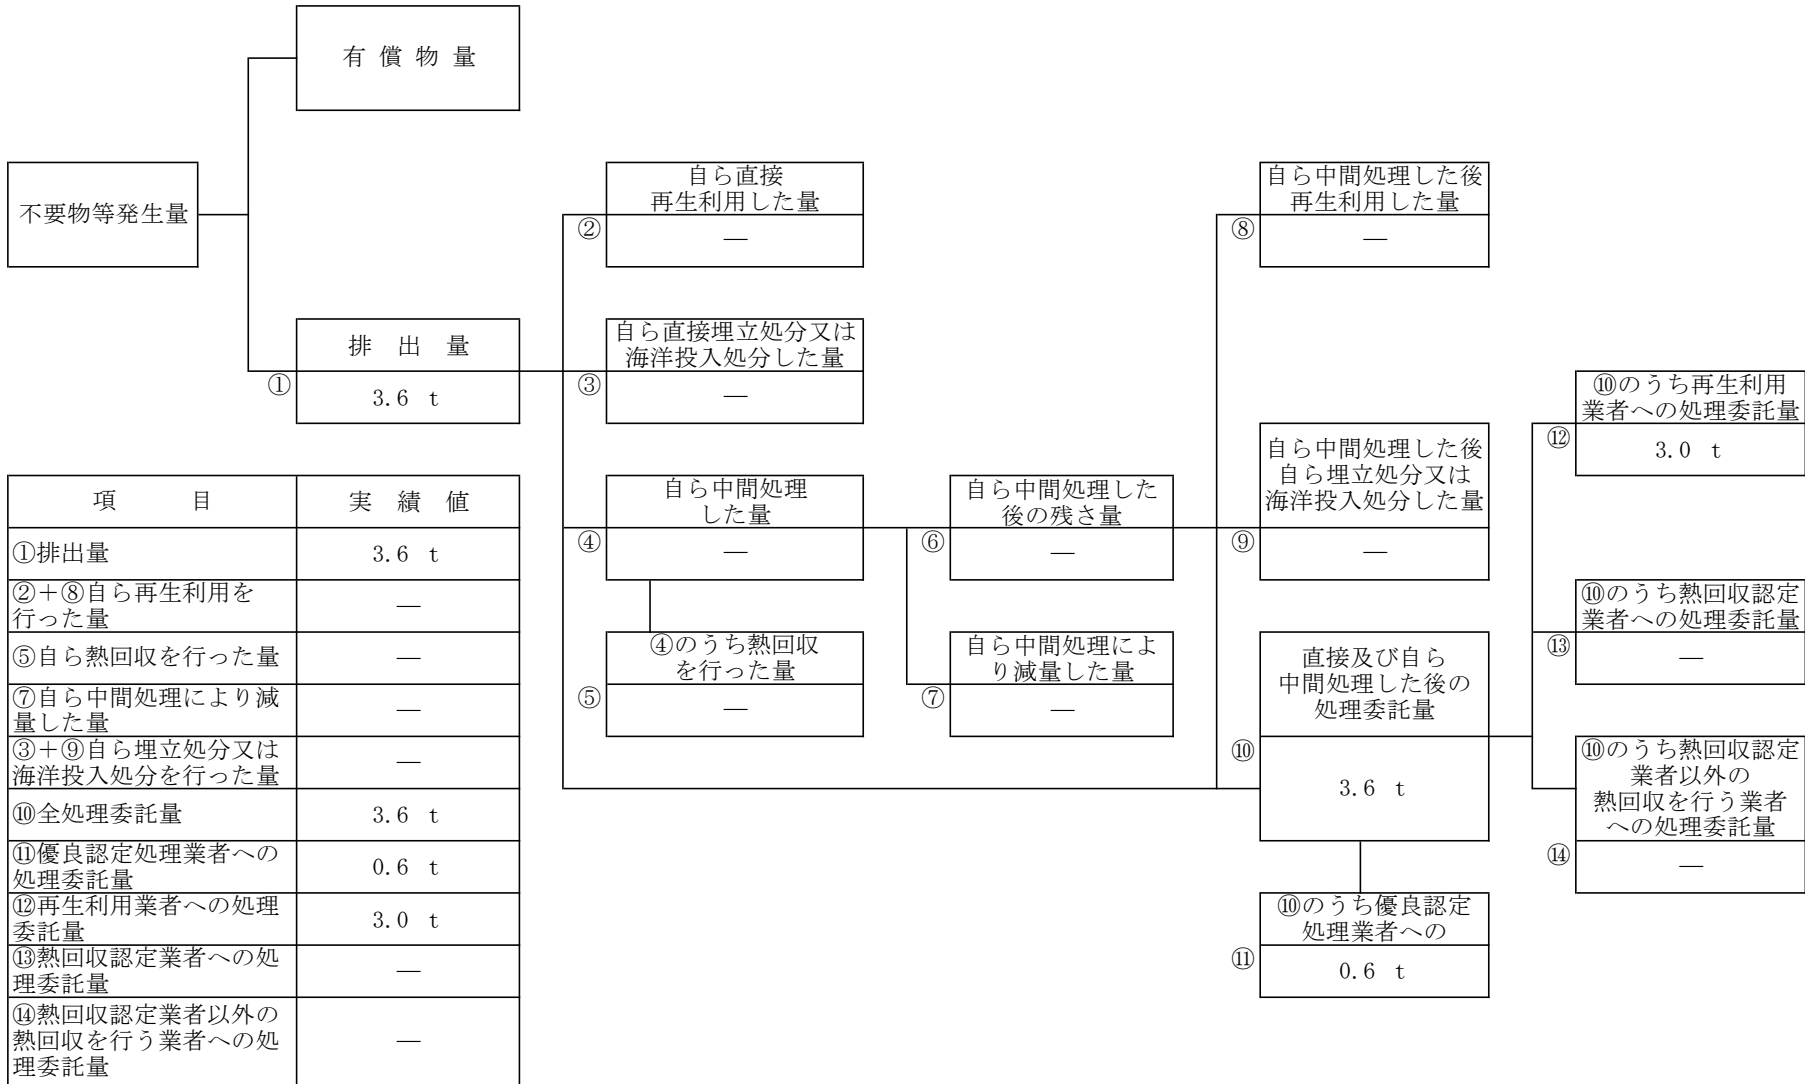 有償物量
不要物等発生量
排出量
①
3.6 t
自ら直接
再生利用した量
②
―
自ら直接埋立処分又は
海洋投入処分した量
③
―
自ら中間処理
した量
④
―
④のうち熱回収
を行った量
⑤
―
自ら中間処理した
後の残さ量
⑥
―
自ら中間処理によ
り減量した量
⑦
―
自ら中間処理した後
再生利用した量
⑧
―
自ら中間処理した後
自ら埋立処分又は
海洋投入処分した量
⑨
―
直接及び自ら
中間処理した後の
処理委託量
⑩
3.6 t
⑩のうち優良認定
処理業者への
⑪
0.6 t
⑩のうち再生利用
業者への処理委託量
⑫
3.0 t
⑩のうち熱回収認定
業者への処理委託量
⑬
―
⑩のうち熱回収認定
業者以外の
熱回収を行う業者
への処理委託量
⑭
―
項目 実績値
①排出量 3.6 t
②＋⑧自ら再生利用を
行った量 ―
⑤自ら熱回収を行った量 ―
⑦自ら中間処理により減
量した量 ―
③＋⑨自ら埋立処分又は
海洋投入処分を行った量 ―
⑩全処理委託量 3.6 t
⑪優良認定処理業者への
処理委託量 0.6 t
⑫再生利用業者への処理
委託量 3.0 t
⑬熱回収認定業者への処
理委託量 ―
⑭熱回収認定業者以外の
熱回収を行う業者への処
理委託量 ―